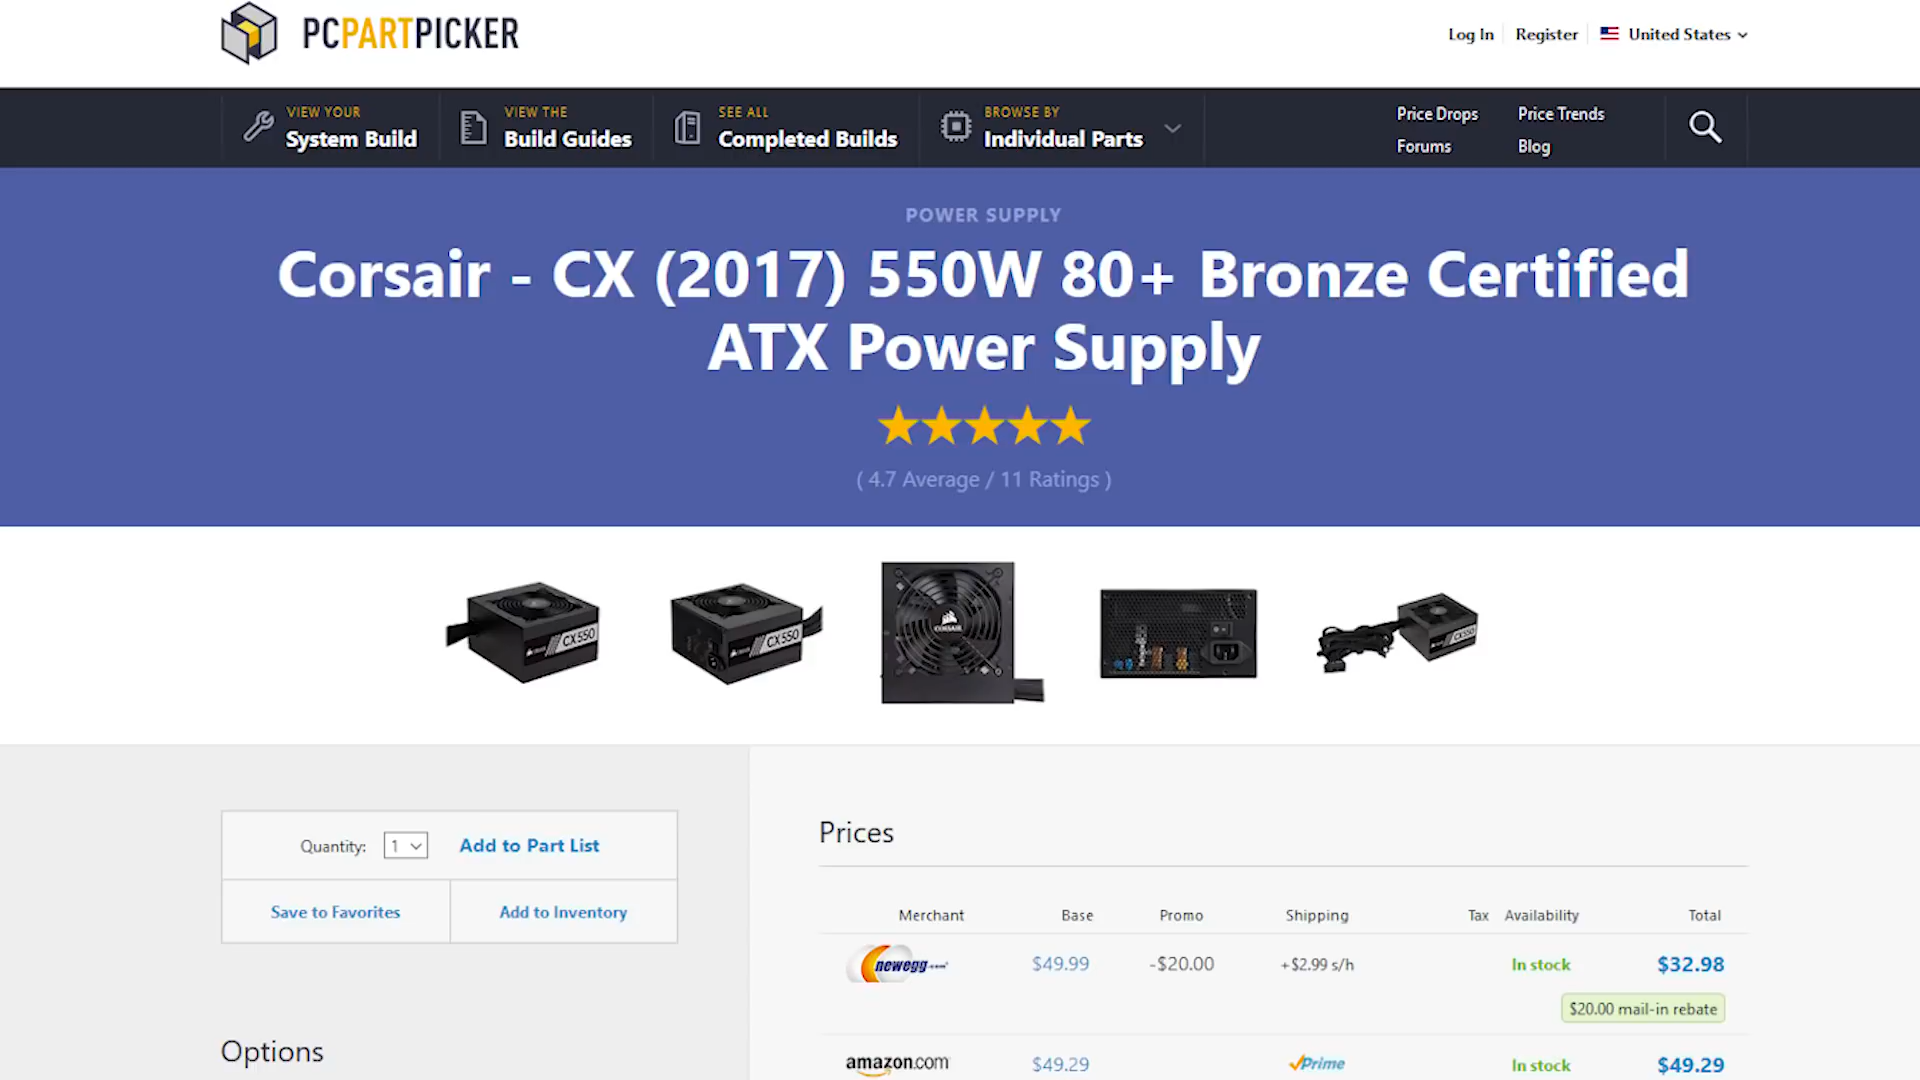 PCPARTPICKER
Log In
Register
United States
VIEW YOUR
System Build
VIEW THE
Build Guides
SEE ALL
Completed Builds
BROWSE BY
Individual Parts
Price Drops
Price Trends
Forums
Blog
POWER SUPPLY
Corsair - CX (2017) 550W 80+ Bronze Certified
ATX Power Supply
( 4.7 Average / 11 Ratings )
CX550
CX550
CORSAIR
CX550
Quantity: 1 Add to Part List
Save to Favorites
Add to Inventory
Options
Prices
Merchant Base Promo Shipping Tax Availability Total
newegg.com $49.99 -$20.00 +$2.99 s/h In stock $32.98
$20.00 mail-in rebate
amazon.com $49.29 Prime In stock $49.29